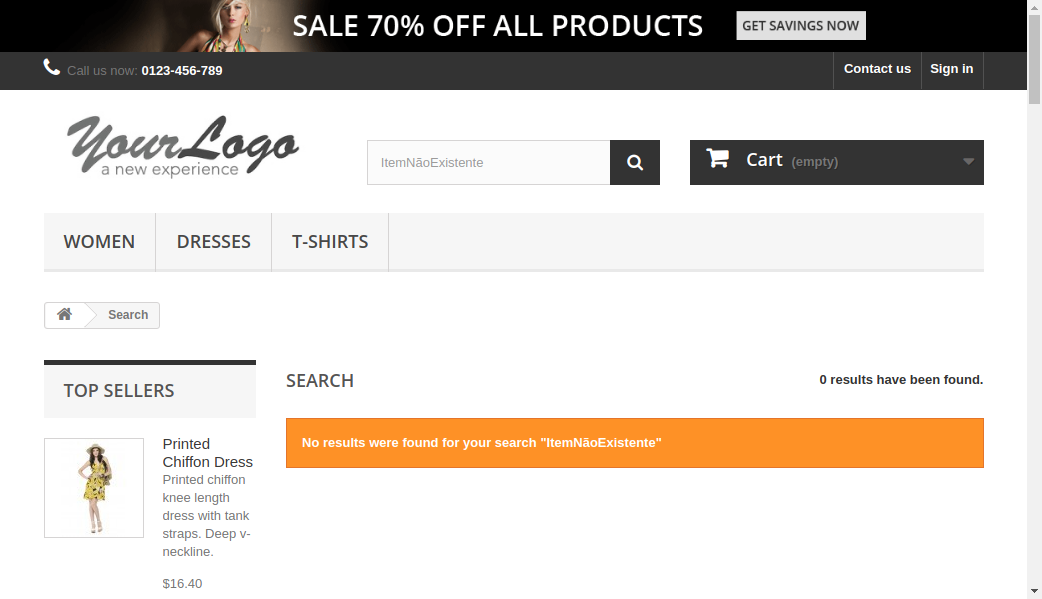 SALE 70% OFF ALL PRODUCTS GET SAVINGS NOW
Call us now: 0123-456-789 Contact us Sign in
YourLogo
a new experience
ItemNãoExistente
Cart (empty)
WOMEN DRESSES T-SHIRTS
Search
TOP SELLERS
Printed
Chiffon Dress
Printed chiffon
knee length
dress with tank
straps. Deep v-
neckline.
$16.40
SEARCH 0 results have been found.
No results were found for your search "ItemNãoExistente"